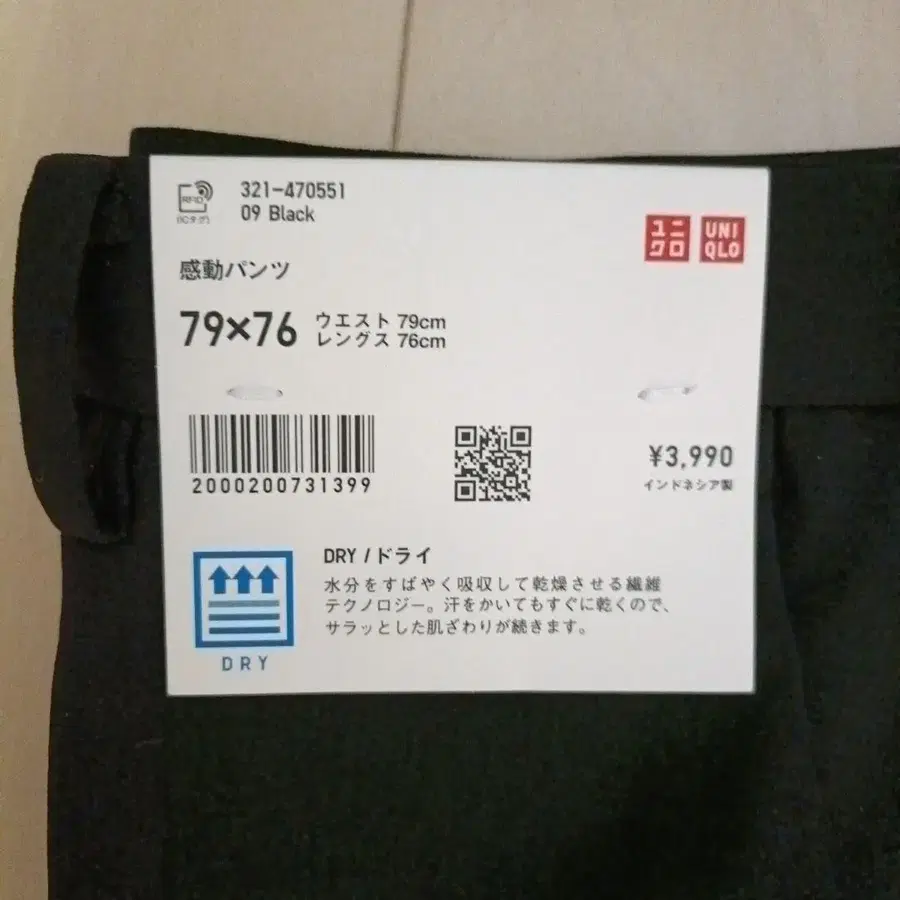 RFID
(ICタグ)
321-470551
09 Black
ユニ
クロ
UNI
QLO
感動パンツ
79×76
ウエスト 79cm
レングス 76cm
2000200731399
¥3,990
インドネシア製
DRY
DRY / ドライ
水分をすばやく吸収して乾燥させる繊維
テクノロジー。汗をかいてもすぐに乾くので、
サラッとした肌ざわりが続きます。